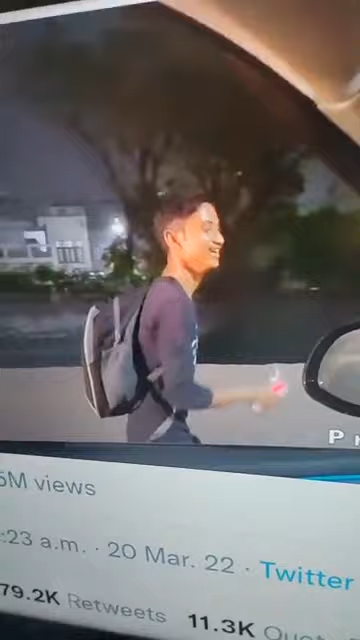 5M views
:23 a.m. · 20 Mar. 22 · Twitter
79.2K Retweets 11.3K